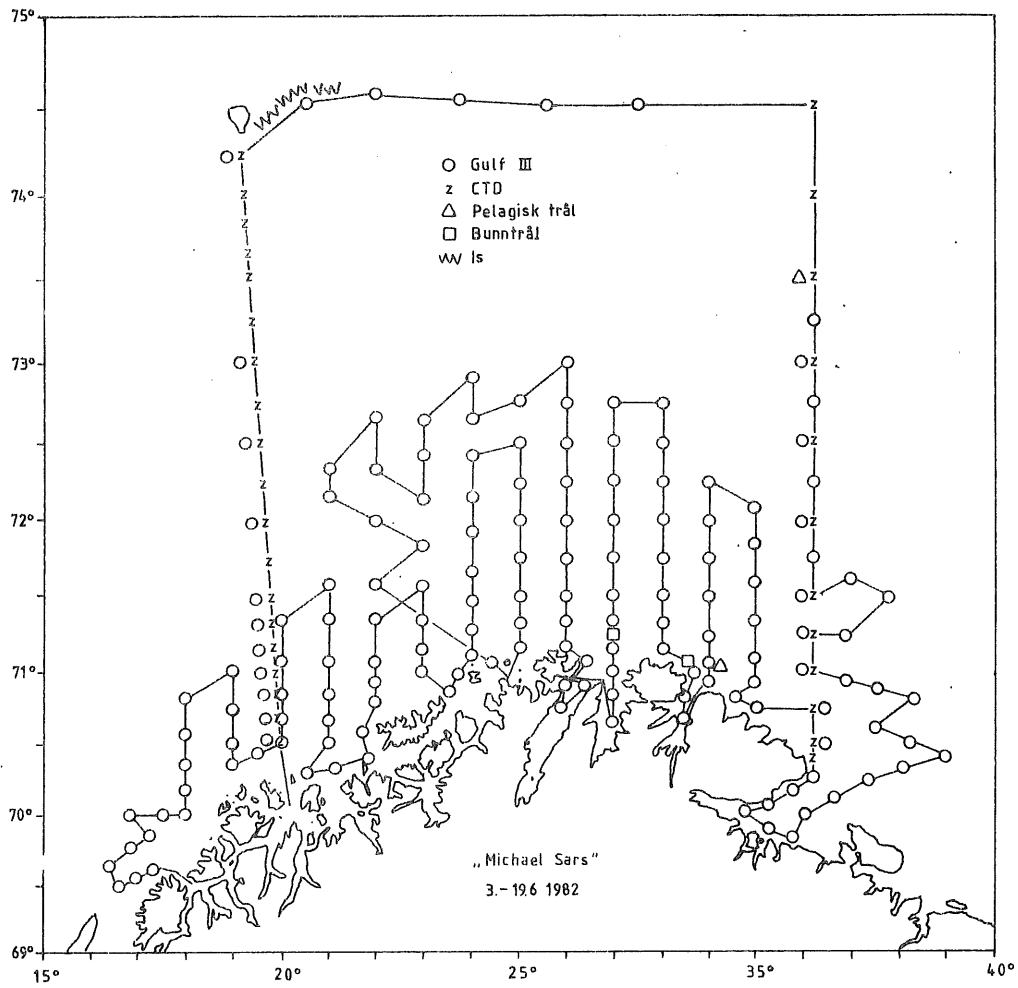 75°
○ Gulf III
z CTD
△ Pelagisk trål
□ Bunntrål
Is
74°
73°
72°
71°
70°
„Michael Sars"
3.-19.6 1982
69°
15° 20° 25° 35° 40°